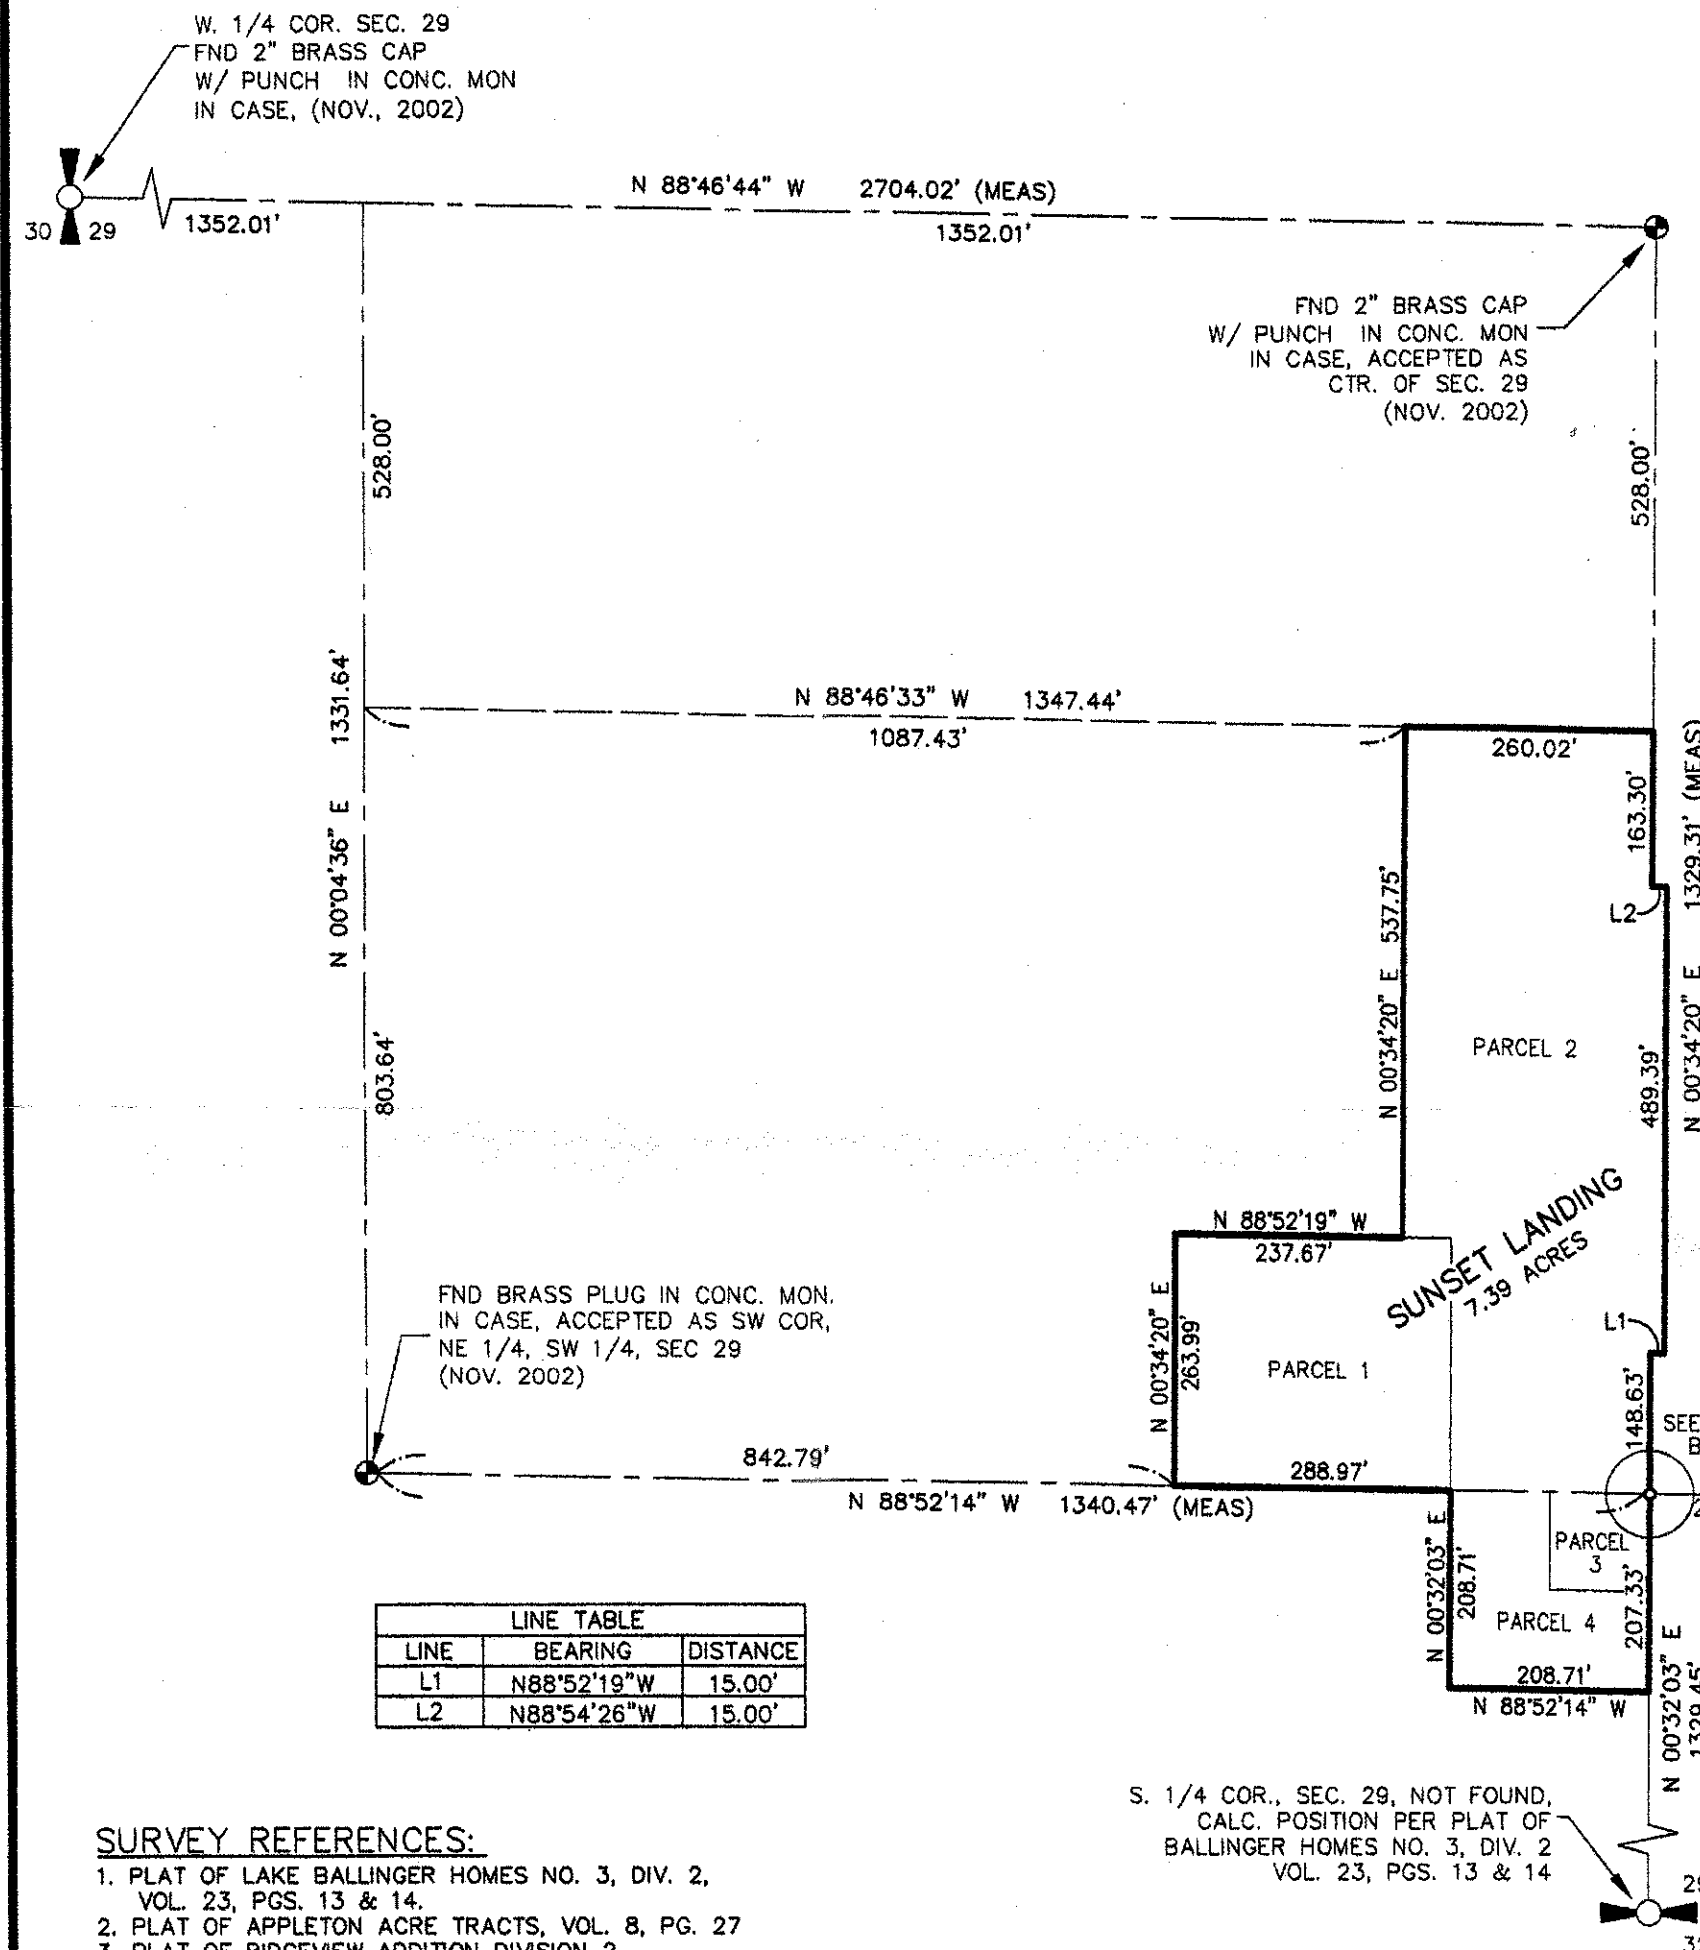 W. 1/4 COR. SEC. 29
FND 2" BRASS CAP
W/ PUNCH IN CONC. MON
IN CASE, (NOV., 2002)
30 29
1352.01'
N 88°46'44" W 2704.02' (MEAS)
1352.01'
FND 2" BRASS CAP
W/ PUNCH IN CONC. MON
IN CASE, ACCEPTED AS
CTR. OF SEC. 29
(NOV. 2002)
528.00'
528.00'
N 00°04'36" E 1331.64'
N 88°46'33" W 1347.44'
1087.43'
260.02'
163.30'
1329.31' (MEAS)
L2
N 00°34'20" E 537.75'
N 00°34'20" E
803.64'
PARCEL 2
489.39'
SUNSET LANDING
7.39 ACRES
N 88°52'19" W
237.67'
FND BRASS PLUG IN CONC. MON.
IN CASE, ACCEPTED AS SW COR,
NE 1/4, SW 1/4, SEC 29
(NOV. 2002)
N 00°34'20" E
263.99'
PARCEL 1
L1
148.63'
SEE
842.79'
288.97'
N 88°52'14" W 1340.47' (MEAS)
N 00°32'03" E
208.71'
PARCEL
3
PARCEL 4
207.33'
208.71'
N 88°52'14" W
N 00°32'03" E
1329.45'
LINE TABLE
LINE BEARING DISTANCE
L1 N88°52'19"W 15.00'
L2 N88°54'26"W 15.00'
S. 1/4 COR., SEC. 29, NOT FOUND,
CALC. POSITION PER PLAT OF
BALLINGER HOMES NO. 3, DIV. 2
VOL. 23, PGS. 13 & 14
SURVEY REFERENCES:
1. PLAT OF LAKE BALLINGER HOMES NO. 3, DIV. 2,
VOL. 23, PGS. 13 & 14.
2. PLAT OF APPLETON ACRE TRACTS, VOL. 8, PG. 27
3. PLAT OF RIDGEVIEW ADDITION DIVISION 2